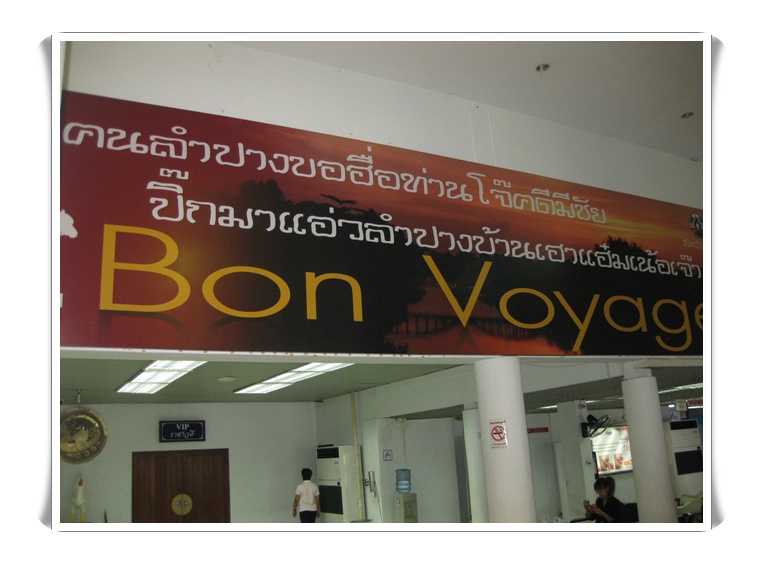 คนลำปางขอฮื่อท่านโจ๊คดีมีชัย
ปิ๊กมาแอ่วลำปางบ้านเฮาแอ๋มเน้อเจ๊า
Bon Voyage
VIP